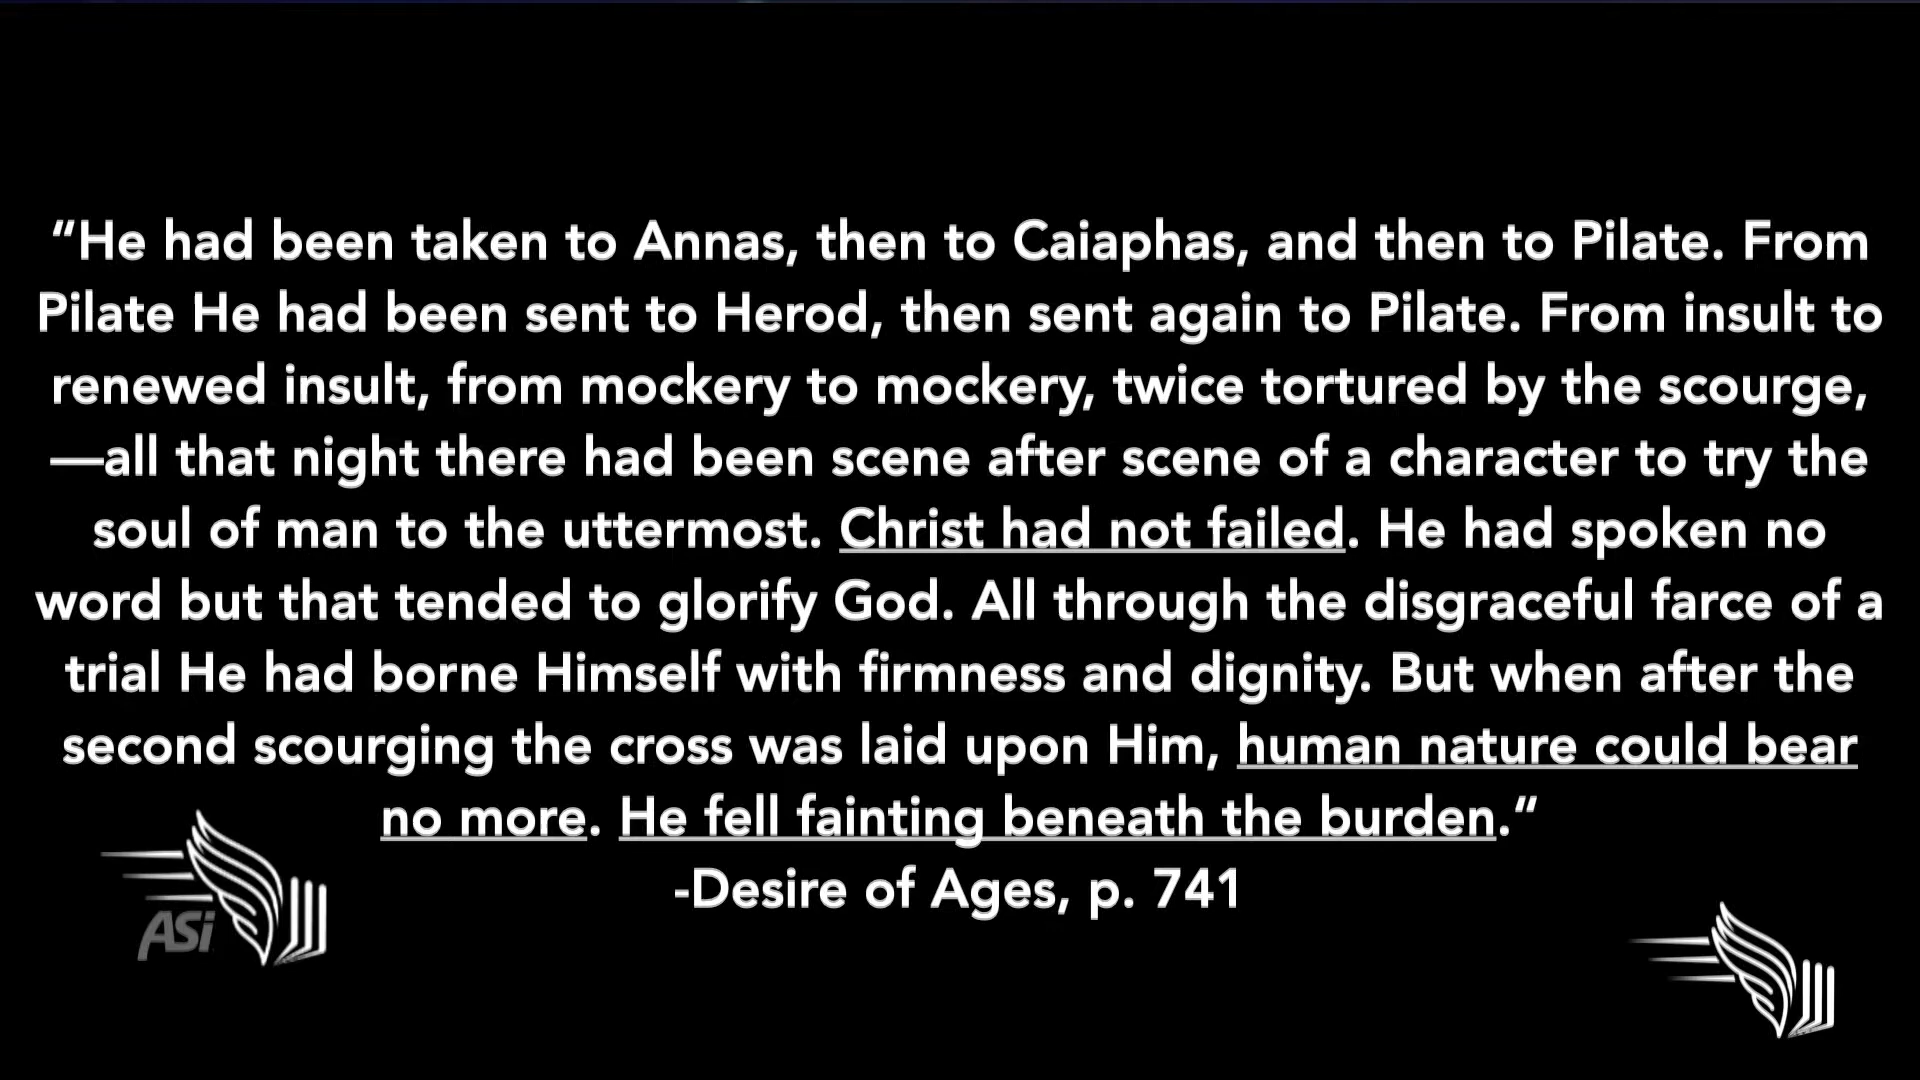 “He had been taken to Annas, then to Caiaphas, and then to Pilate. From
Pilate He had been sent to Herod, then sent again to Pilate. From insult to
renewed insult, from mockery to mockery, twice tortured by the scourge,
—all that night there had been scene after scene of a character to try the
soul of man to the uttermost. Christ had not failed. He had spoken no
word but that tended to glorify God. All through the disgraceful farce of a
trial He had borne Himself with firmness and dignity. But when after the
second scourging the cross was laid upon Him, human nature could bear
no more. He fell fainting beneath the burden.“
-Desire of Ages, p. 741
ASi